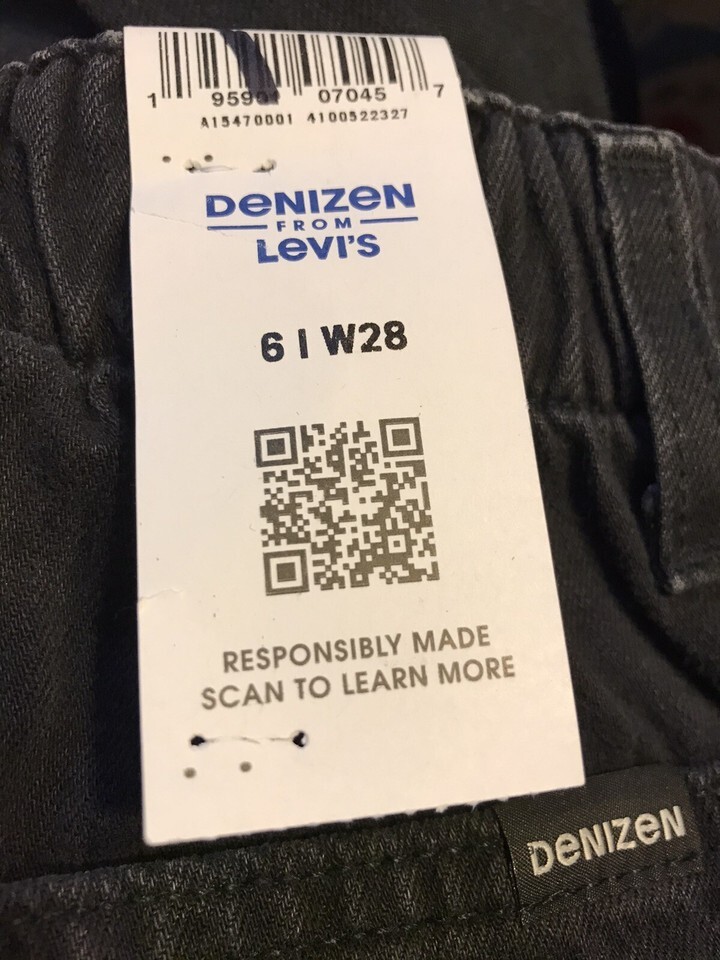 1 95901 07045 7
A15470001 4100522327
DENIZEN
FROM
LEVI'S
6 | W28
RESPONSIBLY MADE
SCAN TO LEARN MORE
DENIZEN